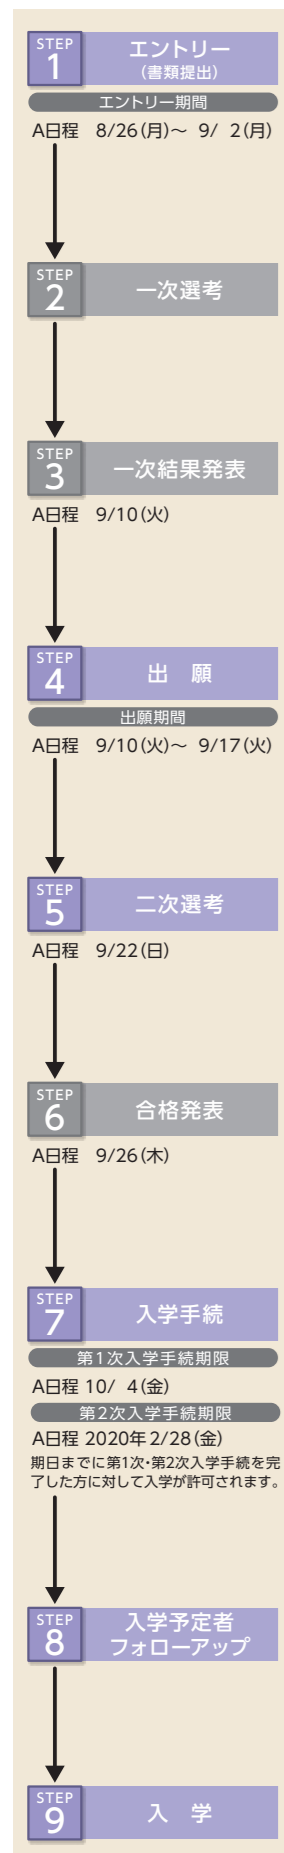 STEP
1
エントリー
(書類提出)
エントリー期間
A日程 8/26(月)〜 9/ 2(月)
STEP
2
一次選考
STEP
3
一次結果発表
A日程 9/10(火)
STEP
4
出 願
出願期間
A日程 9/10(火)〜 9/17(火)
STEP
5
二次選考
A日程 9/22(日)
STEP
6
合格発表
A日程 9/26(木)
STEP
7
入学手続
第1次入学手続期限
A日程 10/ 4(金)
第2次入学手続期限
A日程 2020年2/28(金)
期日までに第1次・第2次入学手続を完
了した方に対して入学が許可されます。
STEP
8
入学予定者
フォローアップ
STEP
9
入 学